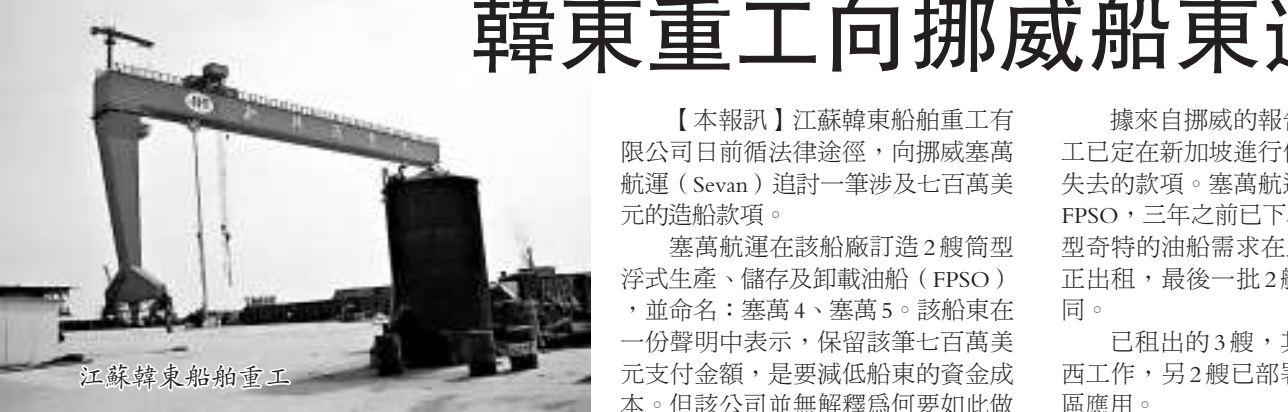 韓東重工向挪威船東
【本報訊】江蘇韓東船舶重工有
限公司日前循法律途徑，向挪威塞萬
航運（Sevan）追討一筆涉及七百萬美
元的造船款項。
塞萬航運在該船廠訂造2艘筒型
浮式生產、儲存及卸載油船（FPSO）
，並命名：塞萬4、塞萬5。該船東在
一份聲明中表示，保留該筆七百萬美
元支付金額，是要減低船東的資金成
本。但該公司並無解釋爲何要如此做
據來自挪威的報
工已定在新加坡進行
失去的款項。塞萬航
FPSO，三年之前已下
型奇特的油船需求在
正出租，最後一批2
同。
已租出的3艘，
西工作，另2艘已部
區應用。
江蘇韓東船舶重工